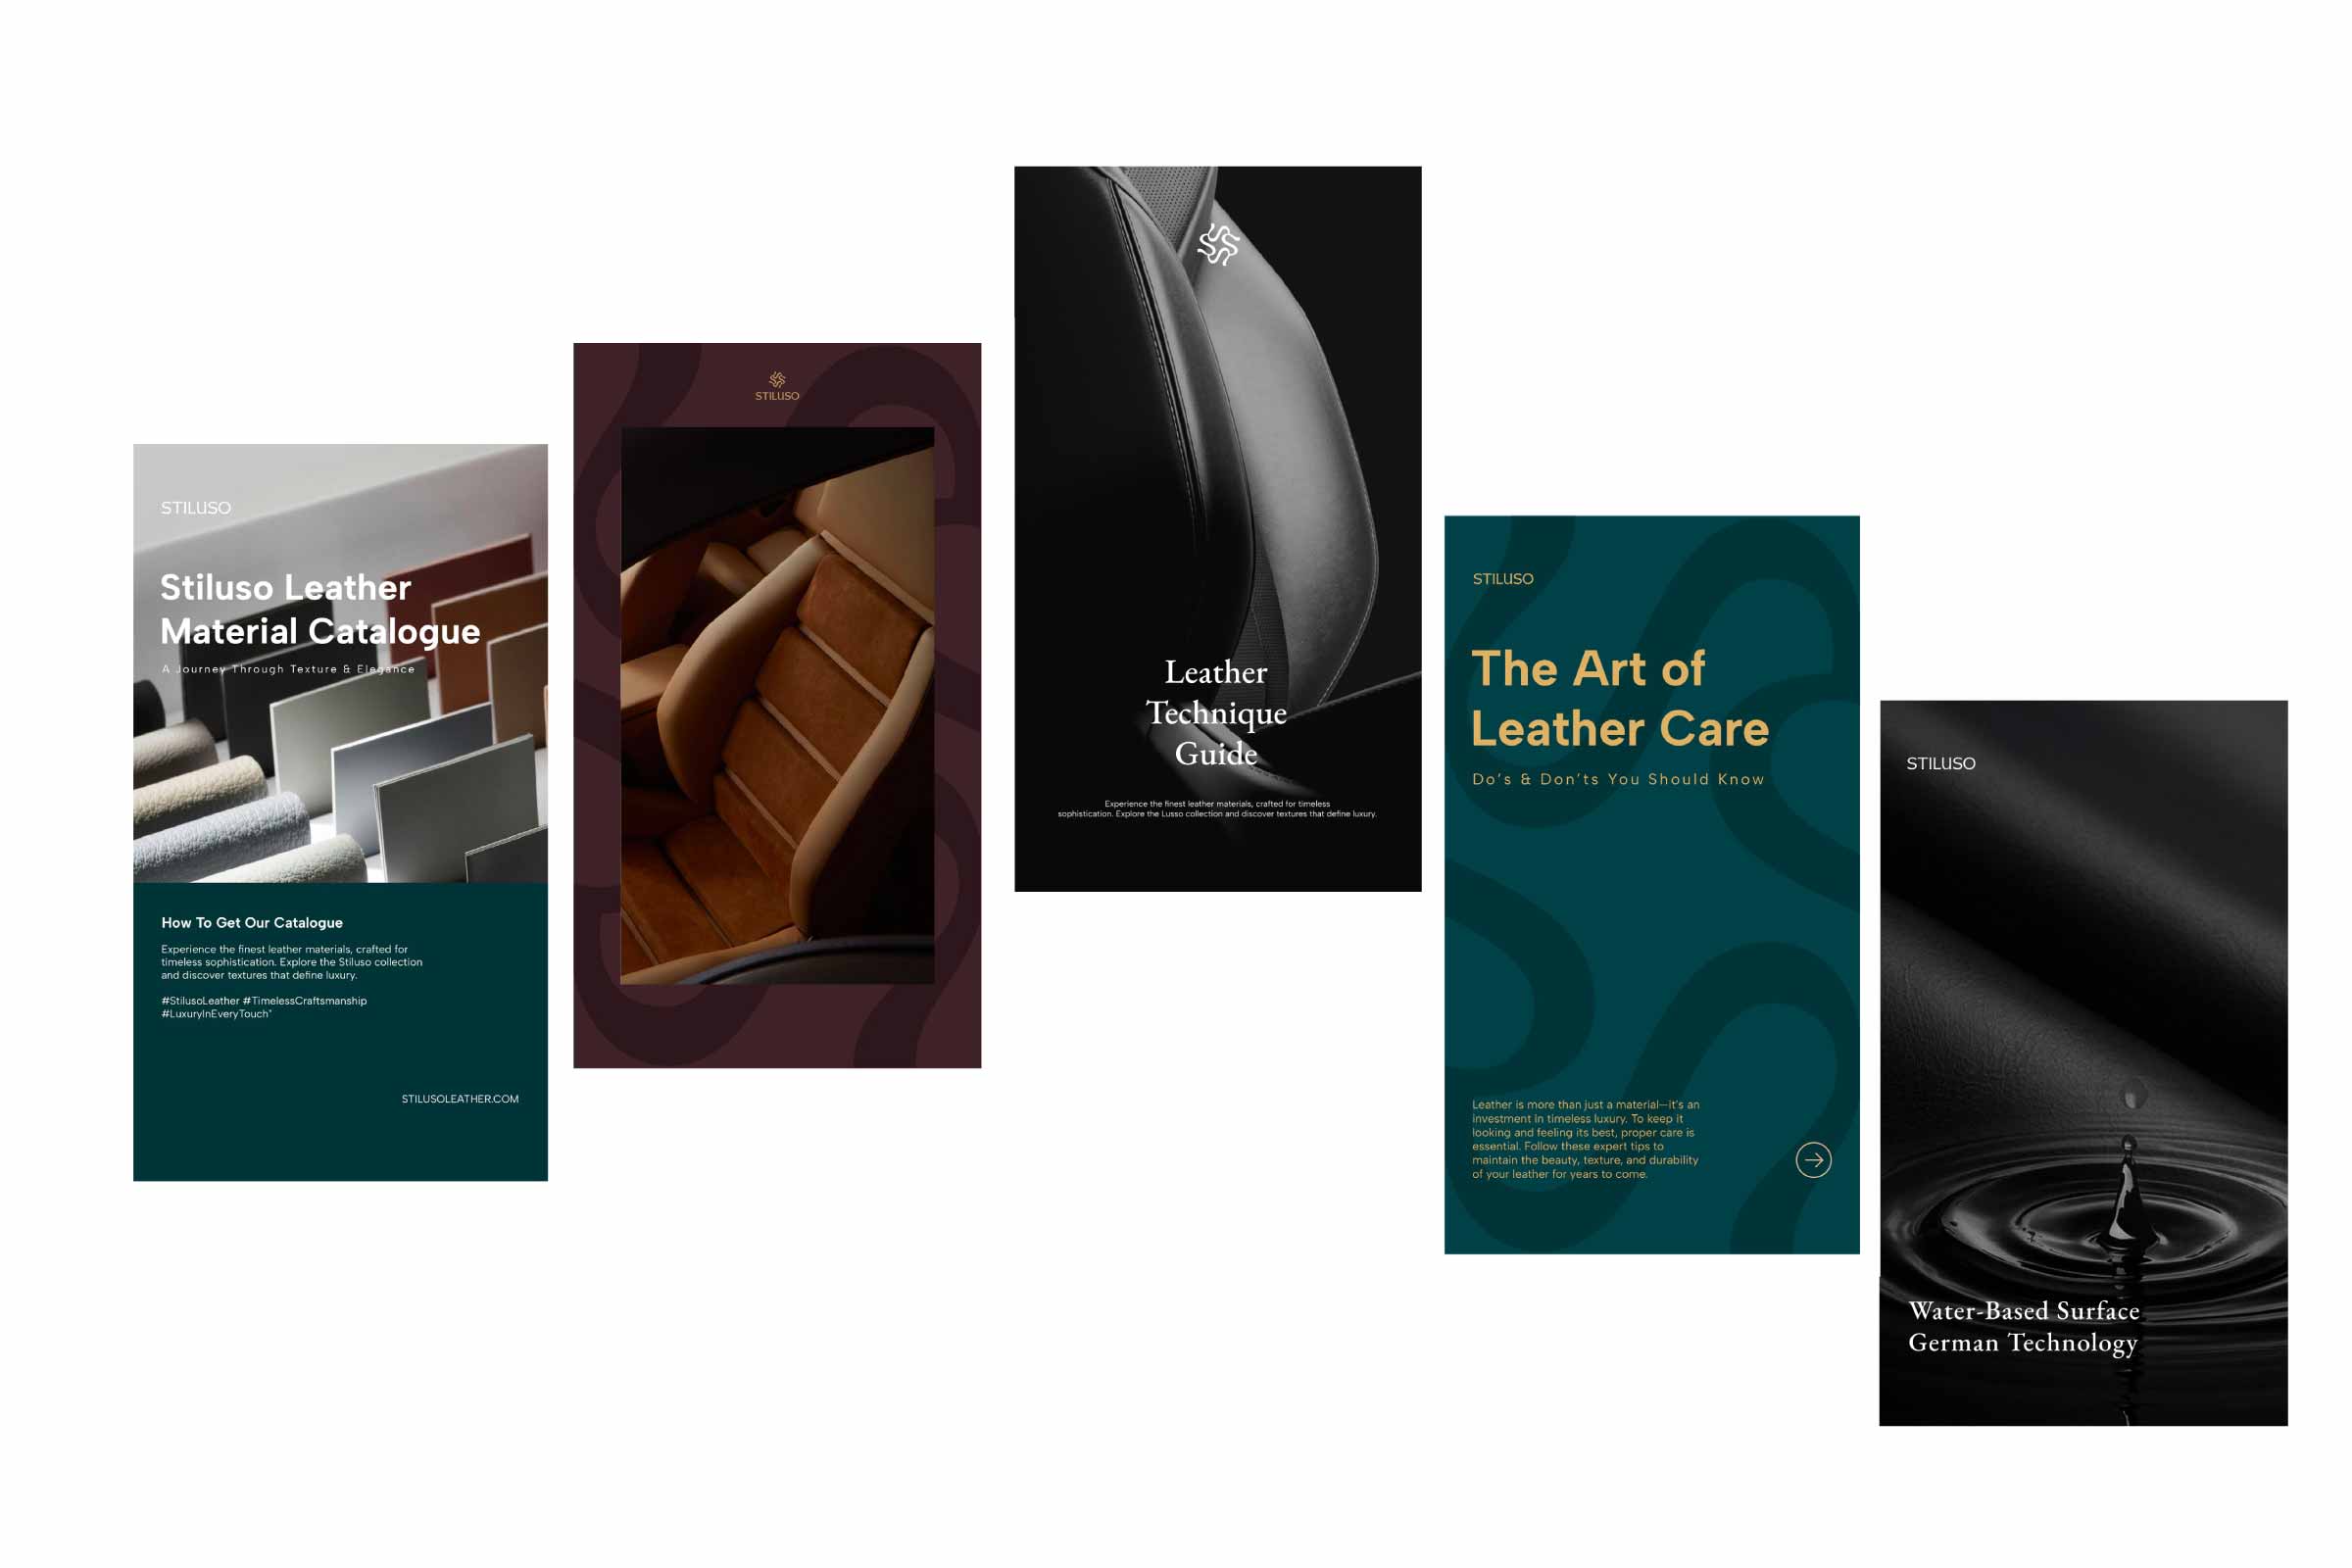 STILUSO
Stiluso Leather
Material Catalogue
A Journey Through Texture & Elegance
How To Get Our Catalogue
Experience the finest leather materials, crafted for
timeless sophistication. Explore the Stiluso collection
and discover textures that define luxury.
#StilusoLeather #TimelessCraftsmanship
#LuxuryInEveryTouch"
STILUSOLEATHER.COM
STILUSO
Leather
Technique
Guide
Experience the finest leather materials, crafted for timeless
sophistication. Explore the Lusso collection and discover textures that define luxury.
STILUSO
The Art of
Leather Care
Do's & Don'ts You Should Know
Leather is more than just a material—it's an
investment in timeless luxury. To keep it
looking and feeling its best, proper care is
essential. Follow these expert tips to
maintain the beauty, texture, and durability
of your leather for years to come.
STILUSO
Water-Based Surface
German Technology